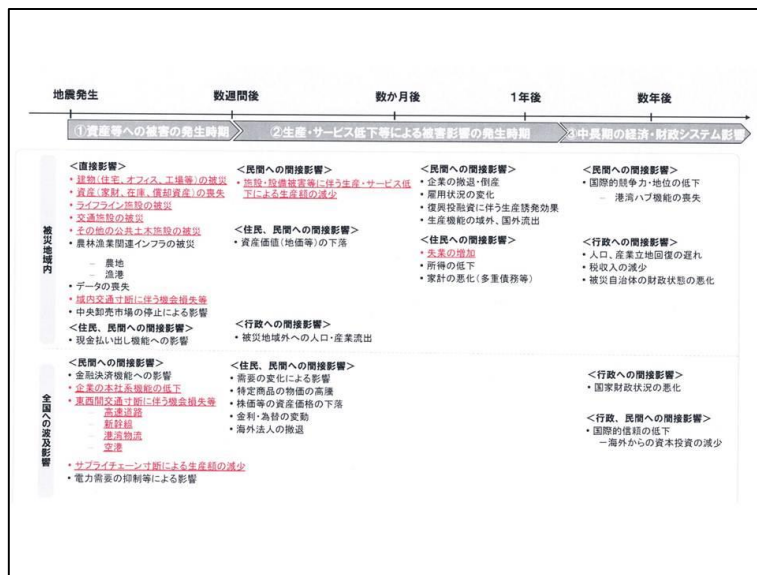 地震発生
数週間後
数か月後
1年後
数年後
①資産等への被害の発生時期
②生産・サービス低下等による被害影響の発生時期
③中長期の経済・財政システム影響
被災地域内
<直接影響>
• 建物(住宅、オフィス、工場等)の被災
• 資産(家財、在庫、償却資産)の喪失
• ライフライン施設の被災
• 交通施設の被災
• その他の公共土木施設の被災
• 農林漁業関連インフラの被災
– 農地
– 漁港
• データの喪失
• 域内交通寸断に伴う機会損失等
• 中央卸売市場の停止による影響
<住民、民間への間接影響>
• 現金払い出し機能への影響
<民間への間接影響>
• 施設・設備被害等に伴う生産・サービス低
下による生産額の減少
<住民、民間への間接影響>
• 資産価値(地価等)の下落
<行政への間接影響>
• 被災地域外への人口・産業流出
<民間への間接影響>
• 企業の撤退・倒産
• 雇用状況の変化
• 復興投融資に伴う生産誘発効果
• 生産機能の域外、国外流出
<住民への間接影響>
• 失業の増加
• 所得の低下
• 家計の悪化(多重債務等)
<民間への間接影響>
• 国際的競争力・地位の低下
– 港湾ハブ機能の喪失
<行政への間接影響>
• 人口、産業立地回復の遅れ
• 税収入の減少
• 被災自治体の財政状態の悪化
全国への波及影響
<民間への間接影響>
• 金融決済機能への影響
• 企業の本社系機能の低下
• 東西間交通寸断に伴う機会損失等
– 高速道路
– 新幹線
– 港湾物流
– 空港
• サプライチェーン寸断による生産額の減少
• 電力需要の抑制等による影響
<住民、民間への間接影響>
• 需要の変化による影響
• 特定商品の物価の高騰
• 株価等の資産価格の下落
• 金利・為替の変動
• 海外法人の撤退
<行政への間接影響>
• 国家財政状況の悪化
<行政、民間への間接影響>
• 国際的信頼の低下
ー海外からの資本投資の減少